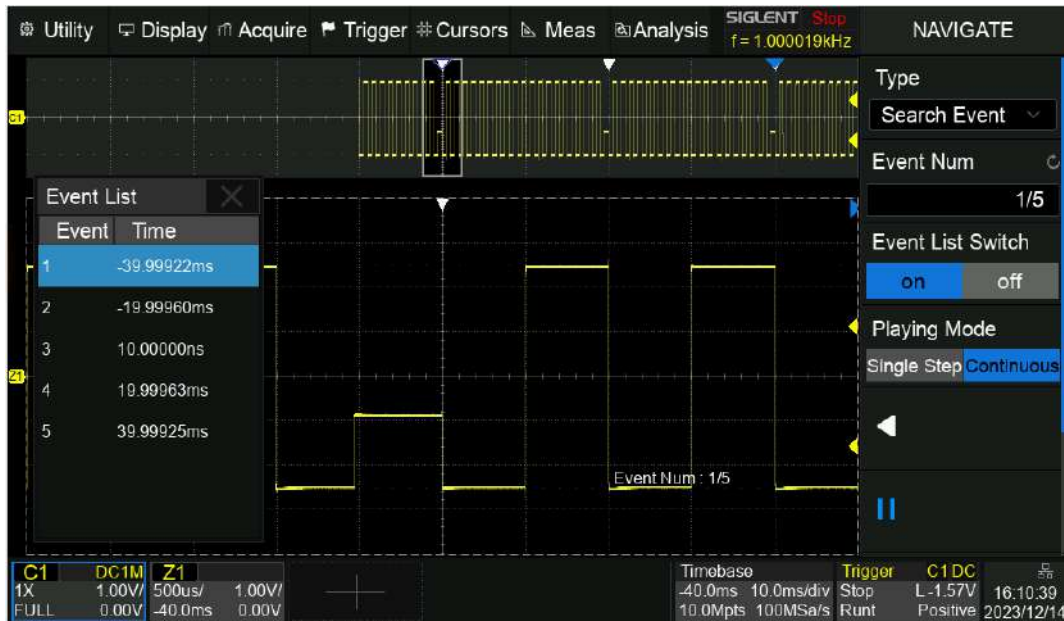 Utility Display Acquire Trigger Cursors Meas Analysis
SIGLENT Stop
f = 1.000019kHz
NAVIGATE
Type
Search Event
Event Num
1/5
Event List Switch
on off
Playing Mode
Single Step Continuous
C1
Event List
Event Time
1 -39.99922ms
2 -19.99960ms
3 10.00000ns
4 19.99963ms
5 39.99925ms
Z1
Event Num : 1/5
C1 DC1M
1X 1.00V/
FULL 0.00V
Z1
500us/ 1.00V/
-40.0ms 0.00V
Timebase
-40.0ms 10.0ms/div
10.0Mpts 100MSa/s
Trigger C1 DC
Stop L -1.57V
Runt Positive
16:10:39
2023/12/14